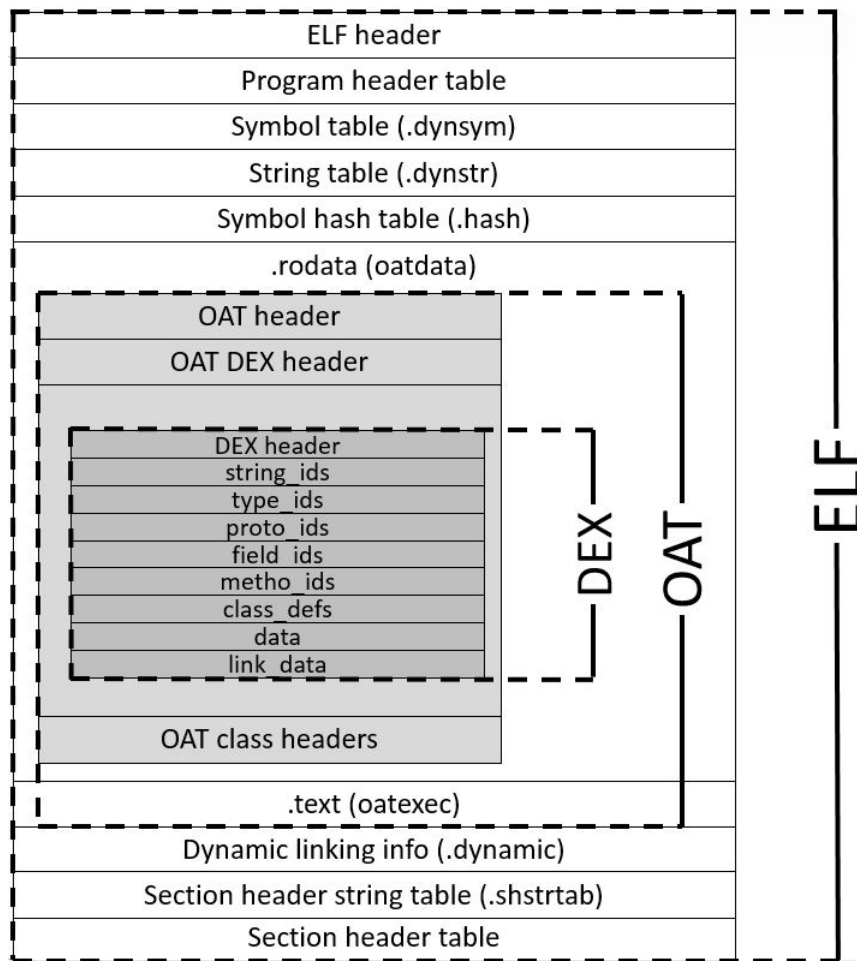 ELF header
Program header table
Symbol table (.dynsym)
String table (.dynstr)
Symbol hash table (.hash)
.rodata (oatdata)
OAT header
OAT DEX header
DEX header
string_ids
type_ids
proto_ids
field_ids
metho_ids
class_defs
data
link_data
OAT class headers
.text (oatexec)
Dynamic linking info (.dynamic)
Section header string table (.shstrtab)
Section header table
DEX
OAT
ELF